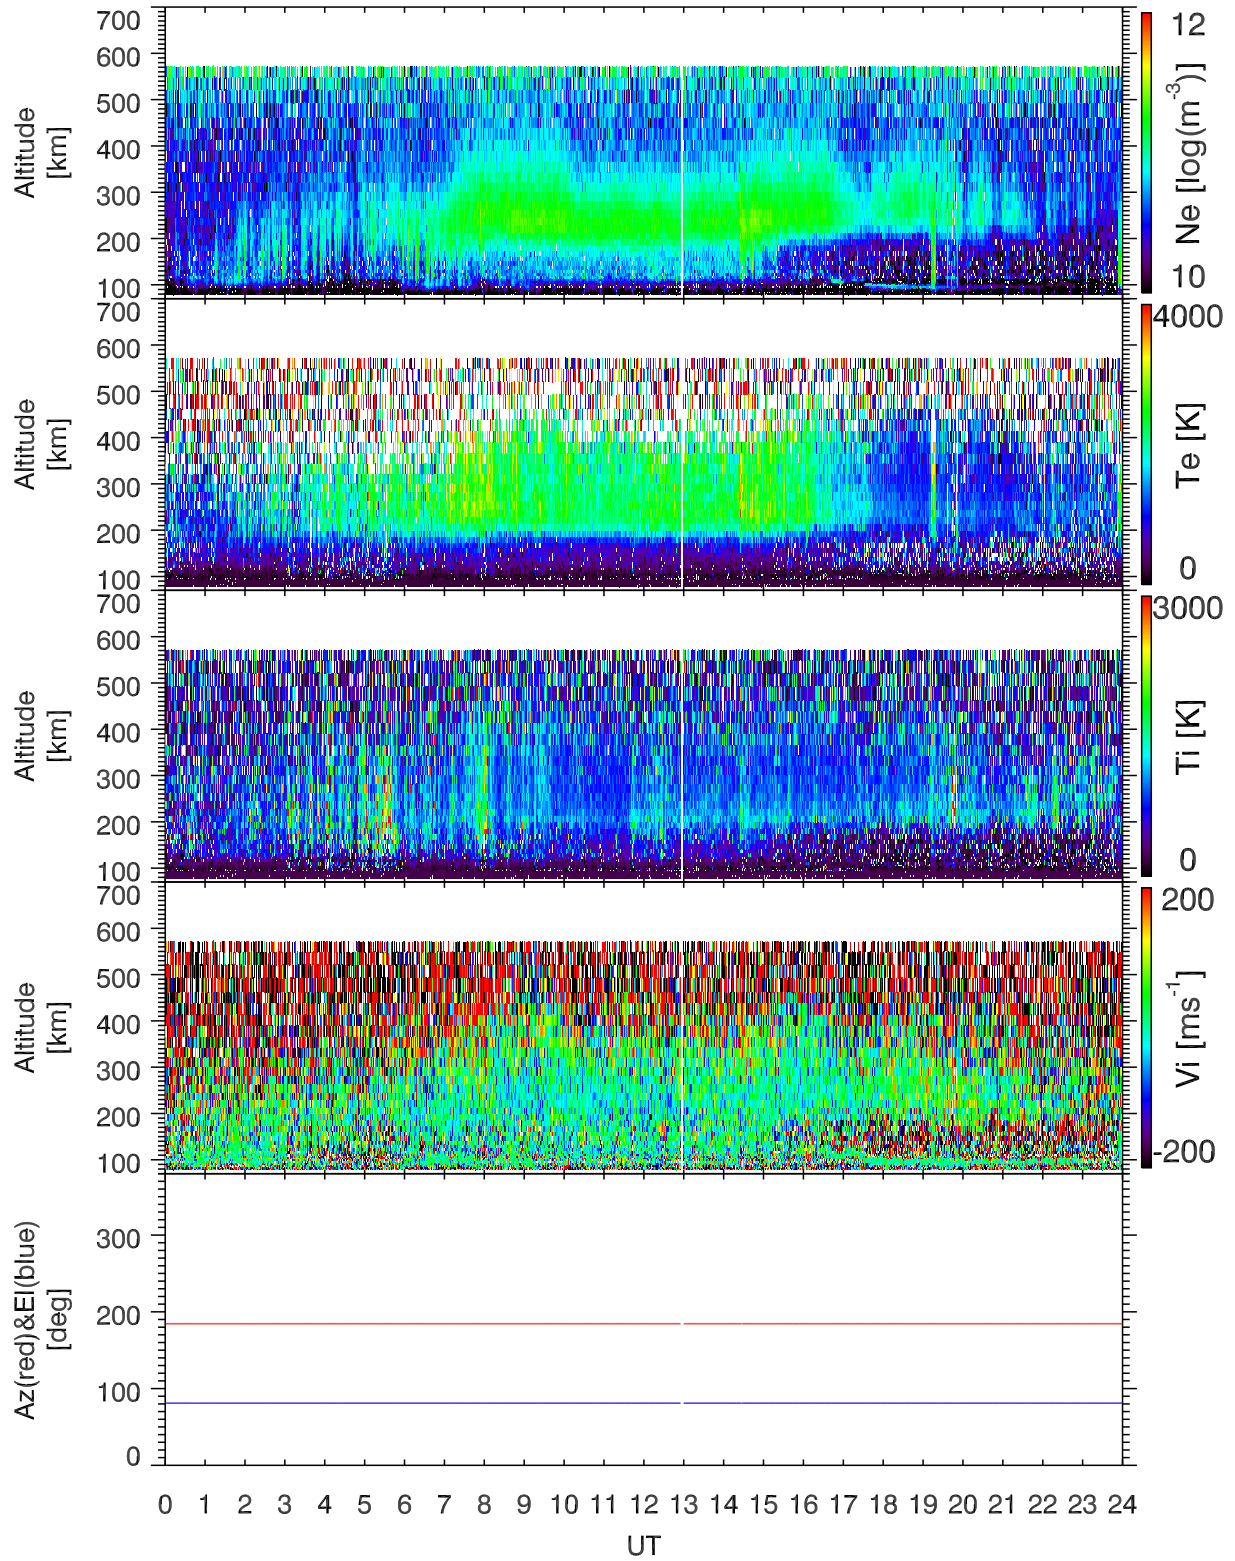 700
600
500
400
300
200
100
Altitude
[km]
12
Ne [log(m⁻³)]
10
700
600
500
400
300
200
100
Altitude
[km]
4000
Te [K]
0
700
600
500
400
300
200
100
Altitude
[km]
3000
Ti [K]
0
700
600
500
400
300
200
100
Altitude
[km]
200
Vi [ms⁻¹]
-200
300
200
100
0
Az(red)&El(blue)
[deg]
0 1 2 3 4 5 6 7 8 9 10 11 12 13 14 15 16 17 18 19 20 21 22 23 24
UT